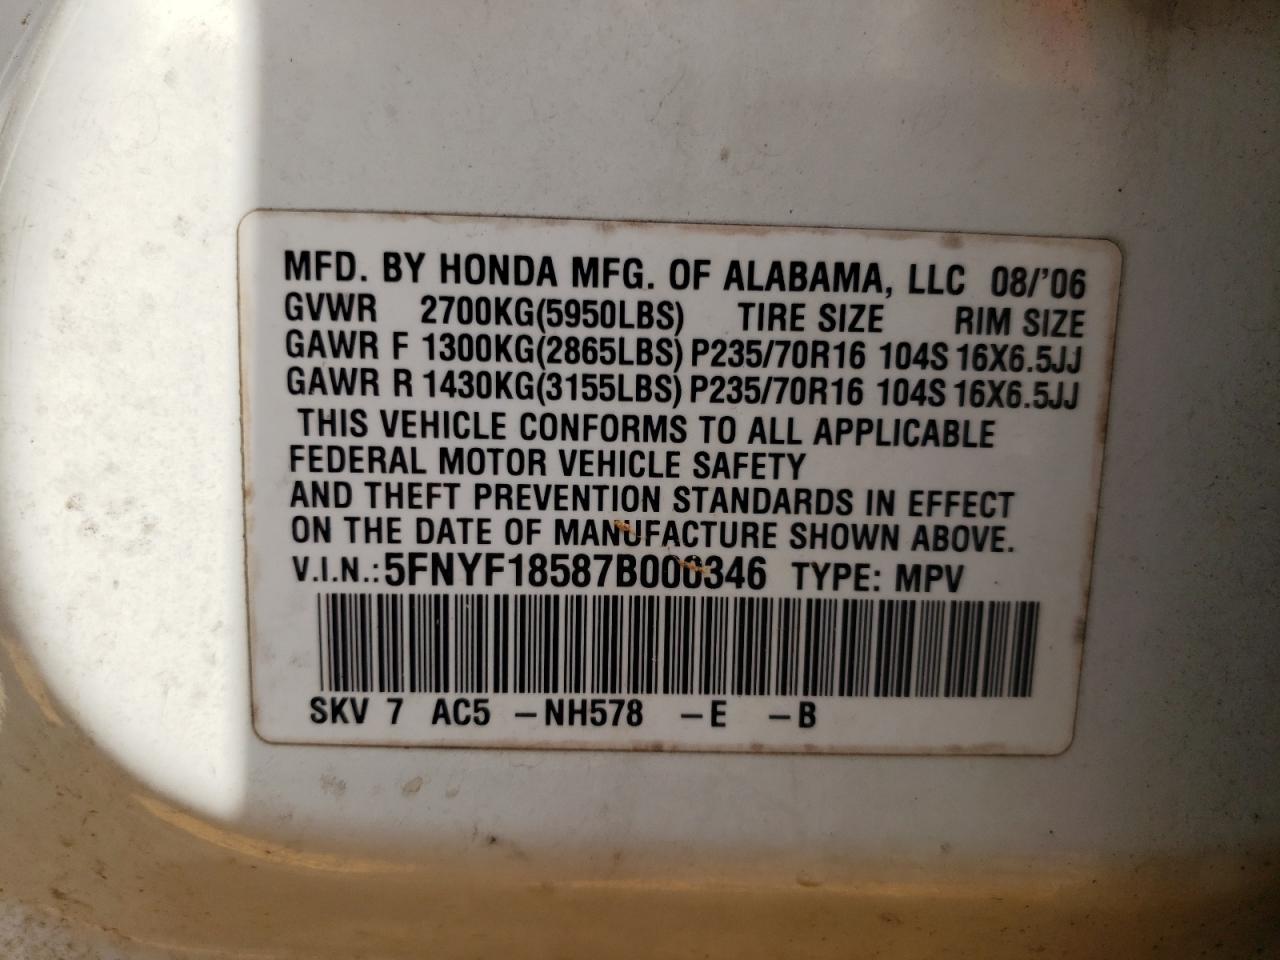 MFD. BY HONDA MFG. OF ALABAMA, LLC 08/'06
GVWR 2700KG(5950LBS) TIRE SIZE RIM SIZE
GAWR F 1300KG(2865LBS) P235/70R16 104S 16X6.5JJ
GAWR R 1430KG(3155LBS) P235/70R16 104S 16X6.5JJ
THIS VEHICLE CONFORMS TO ALL APPLICABLE
FEDERAL MOTOR VEHICLE SAFETY
AND THEFT PREVENTION STANDARDS IN EFFECT
ON THE DATE OF MANUFACTURE SHOWN ABOVE.
V.I.N.: 5FNYF18587B000346 TYPE: MPV
SKV 7 AC5 –NH578 –E –B